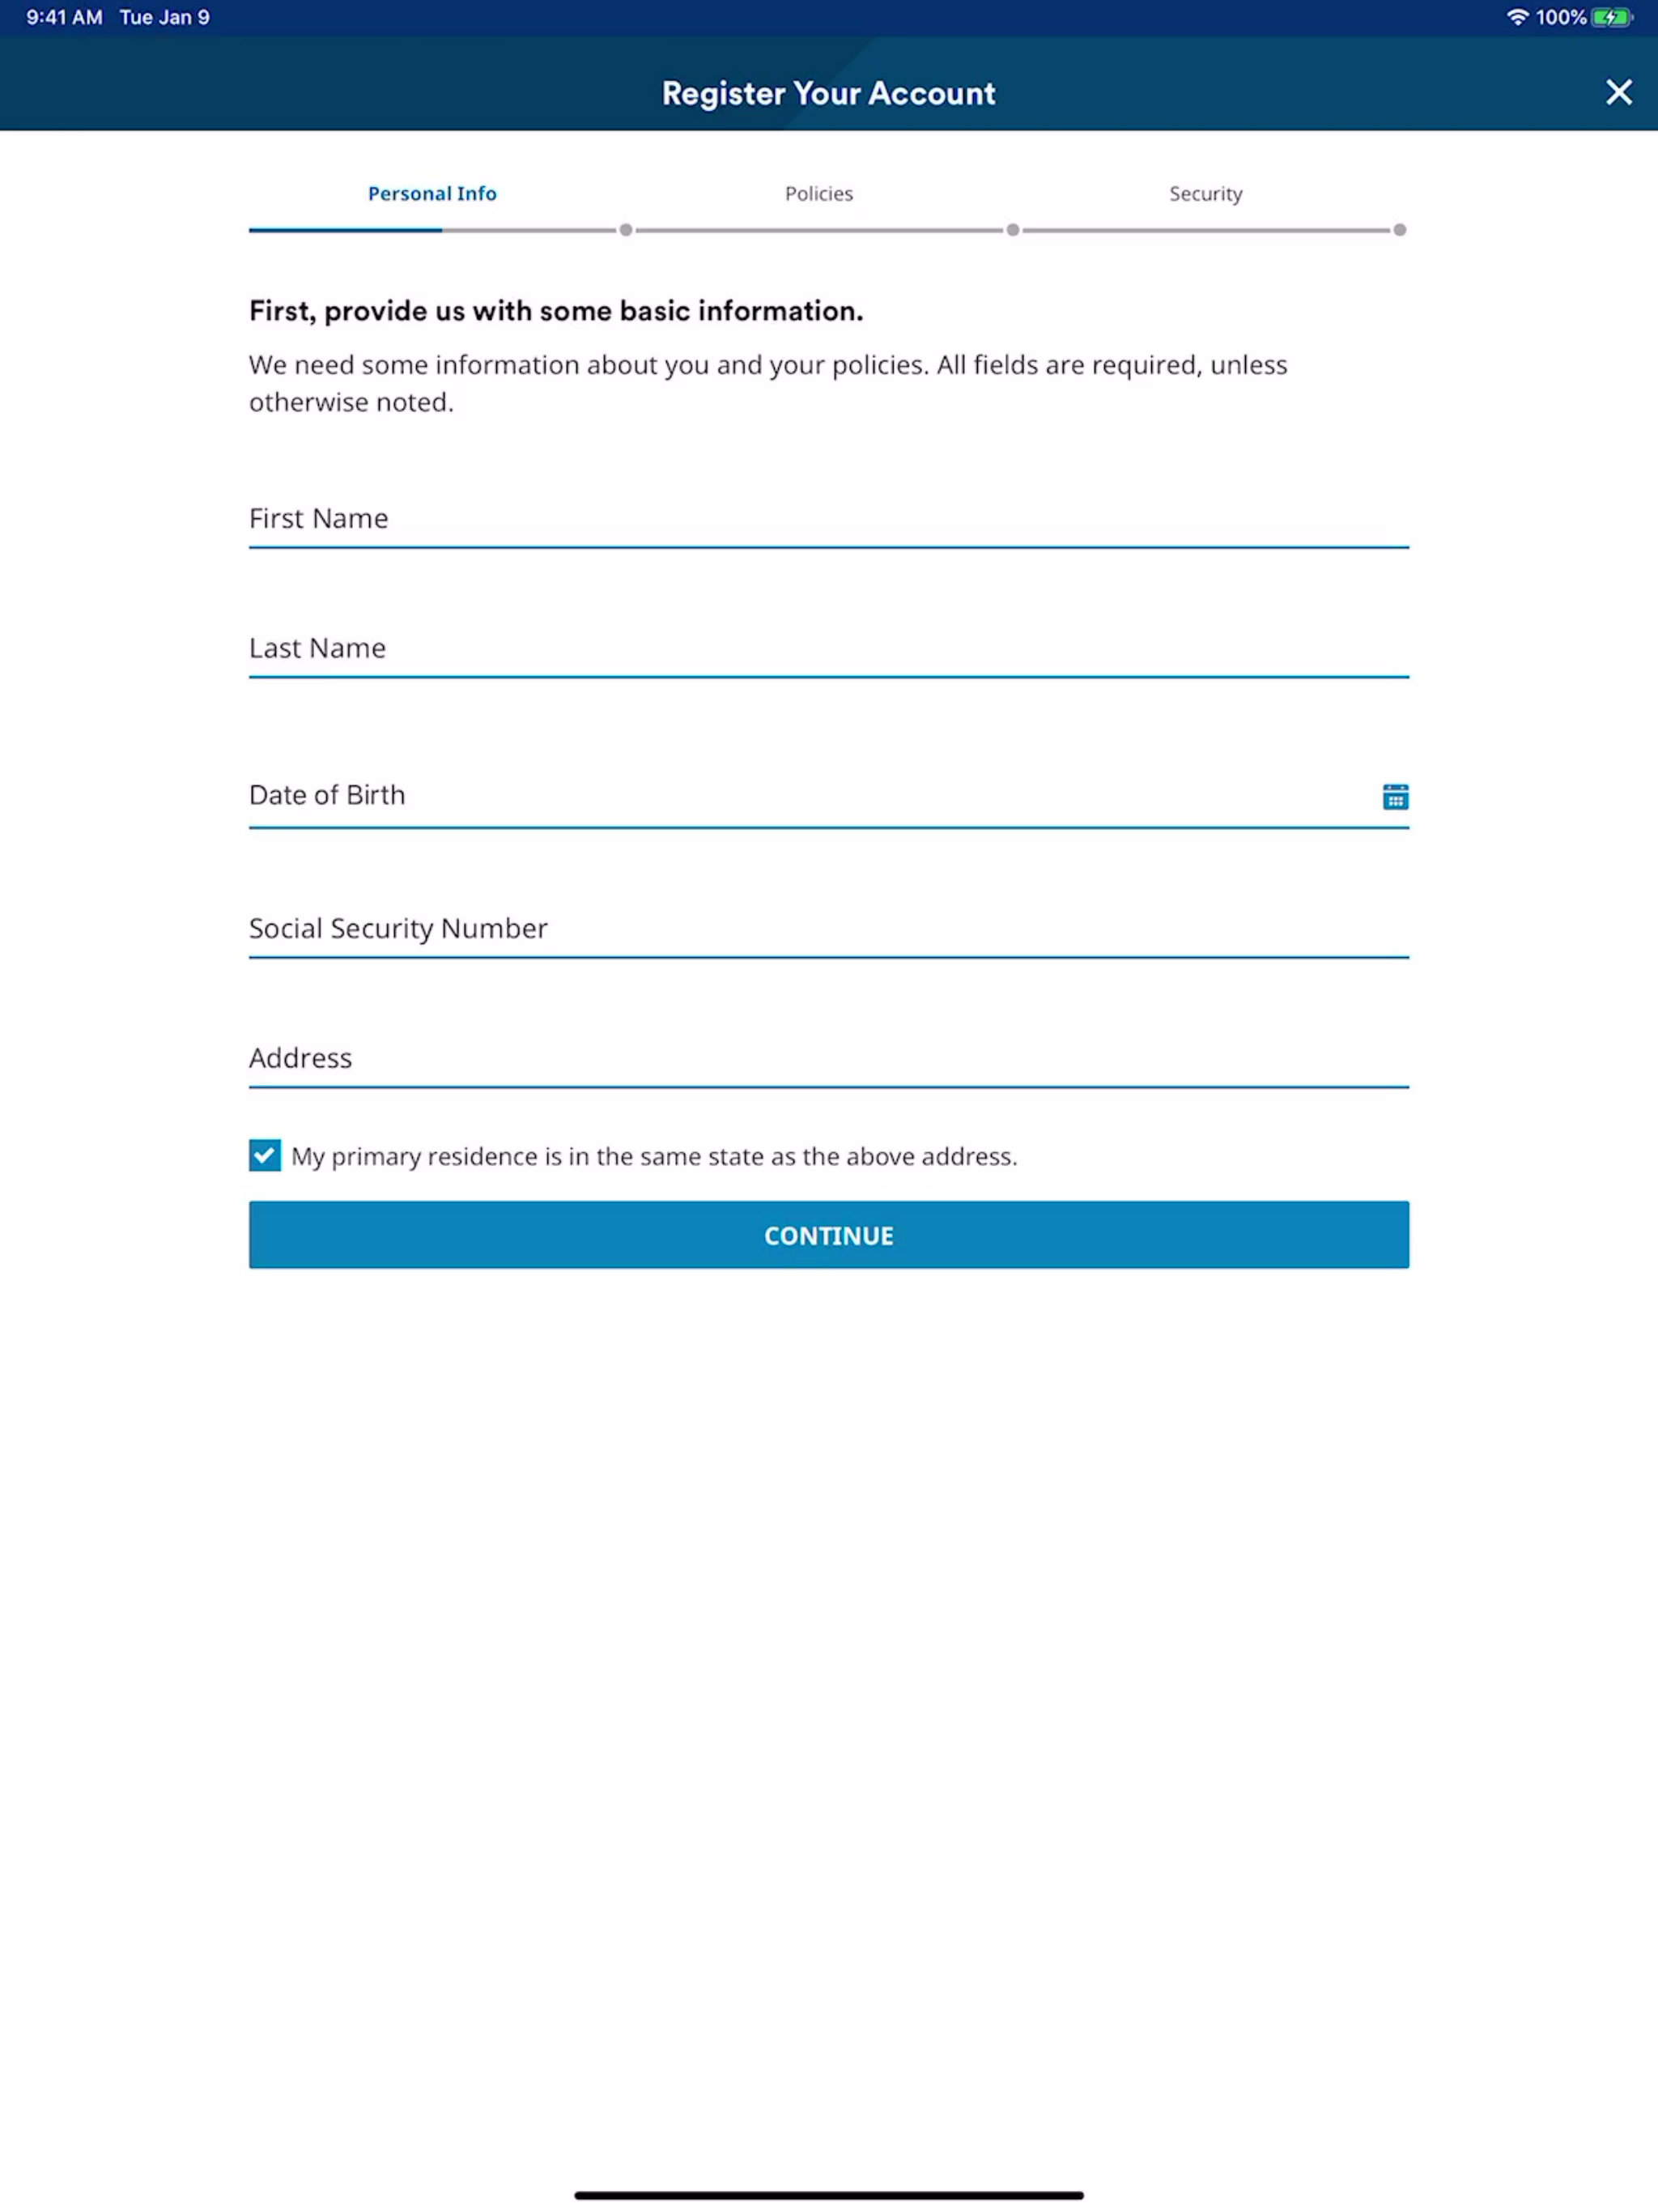 9:41 AM Tue Jan 9
100%
Register Your Account
Personal Info
Policies
Security
First, provide us with some basic information.
We need some information about you and your policies. All fields are required, unless
otherwise noted.
First Name
Last Name
Date of Birth
Social Security Number
Address
My primary residence is in the same state as the above address.
CONTINUE